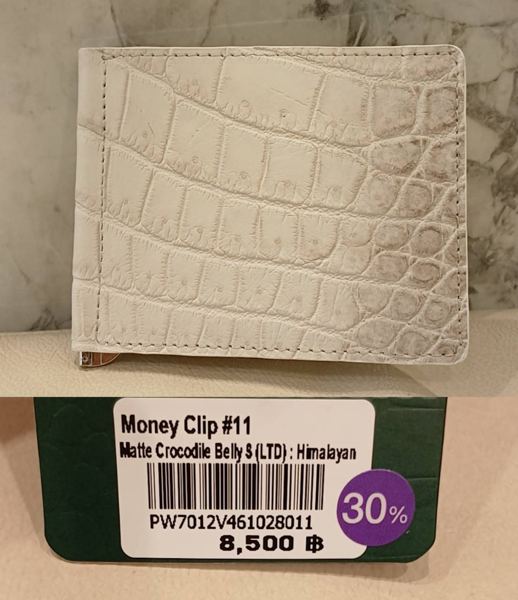 Money Clip #11
Matte Crocodile Belly S (LTD) : Himalayan
PW7012V461028011
8,500 ฿
30%